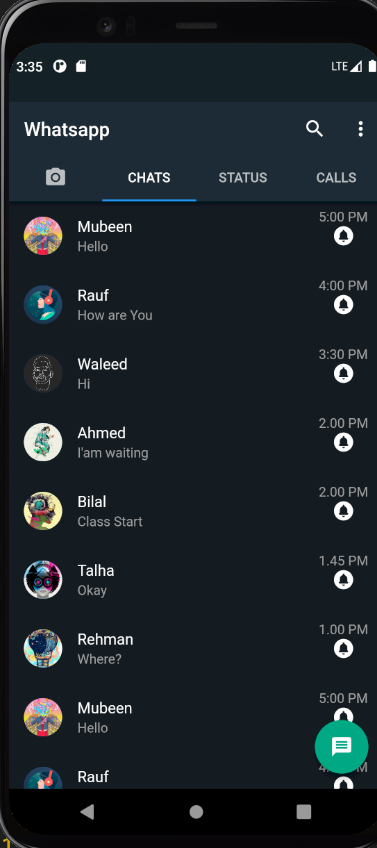 3:35 LTE
Whatsapp
CHATS STATUS CALLS
Mubeen 5:00 PM
Hello
Rauf 4:00 PM
How are You
Waleed 3:30 PM
Hi
Ahmed 2.00 PM
I'am waiting
Bilal 2.00 PM
Class Start
Talha 1.45 PM
Okay
Rehman 1.00 PM
Where?
Mubeen 5:00 PM
Hello
Rauf